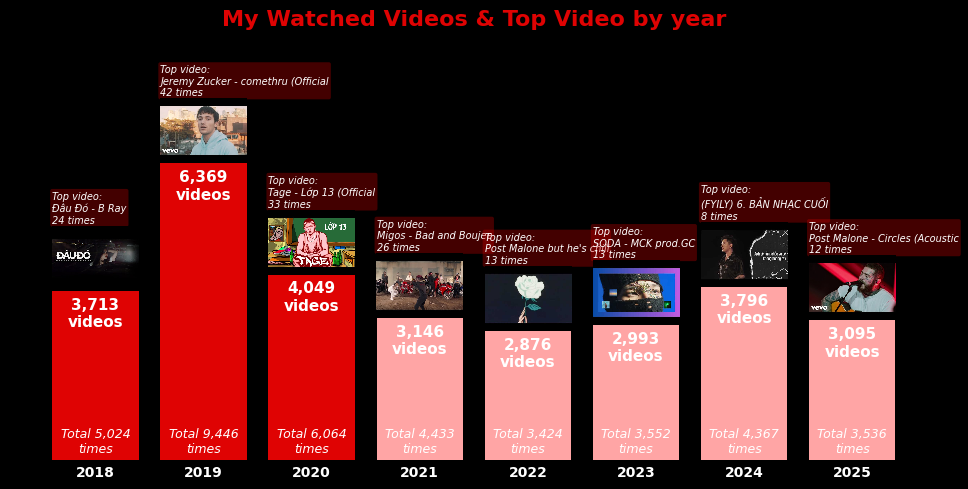 My Watched Videos & Top Video by year
Top video:
Đâu Đó - B Ray
24 times
ĐÂU ĐÓ
3,713
videos
Total 5,024
times
2018
Top video:
Jeremy Zucker - comethru (Official
42 times
vevo
6,369
videos
Total 9,446
times
2019
Top video:
Tage - Lớp 13 (Official
33 times
LỚP 13
TAGE
4,049
videos
Total 6,064
times
2020
Top video:
Migos - Bad and Boujee
26 times
3,146
videos
Total 4,433
times
2021
Top video:
Post Malone but he's
13 times
2,876
videos
Total 3,424
times
2022
Top video:
SODA - MCK prod.GC
13 times
2,993
videos
Total 3,552
times
2023
Top video:
(FYILY) 6. BẢN NHẠC CUỐI
8 times
3,796
videos
Total 4,367
times
2024
Top video:
Post Malone - Circles (Acoustic
12 times
vevo
3,095
videos
Total 3,536
times
2025